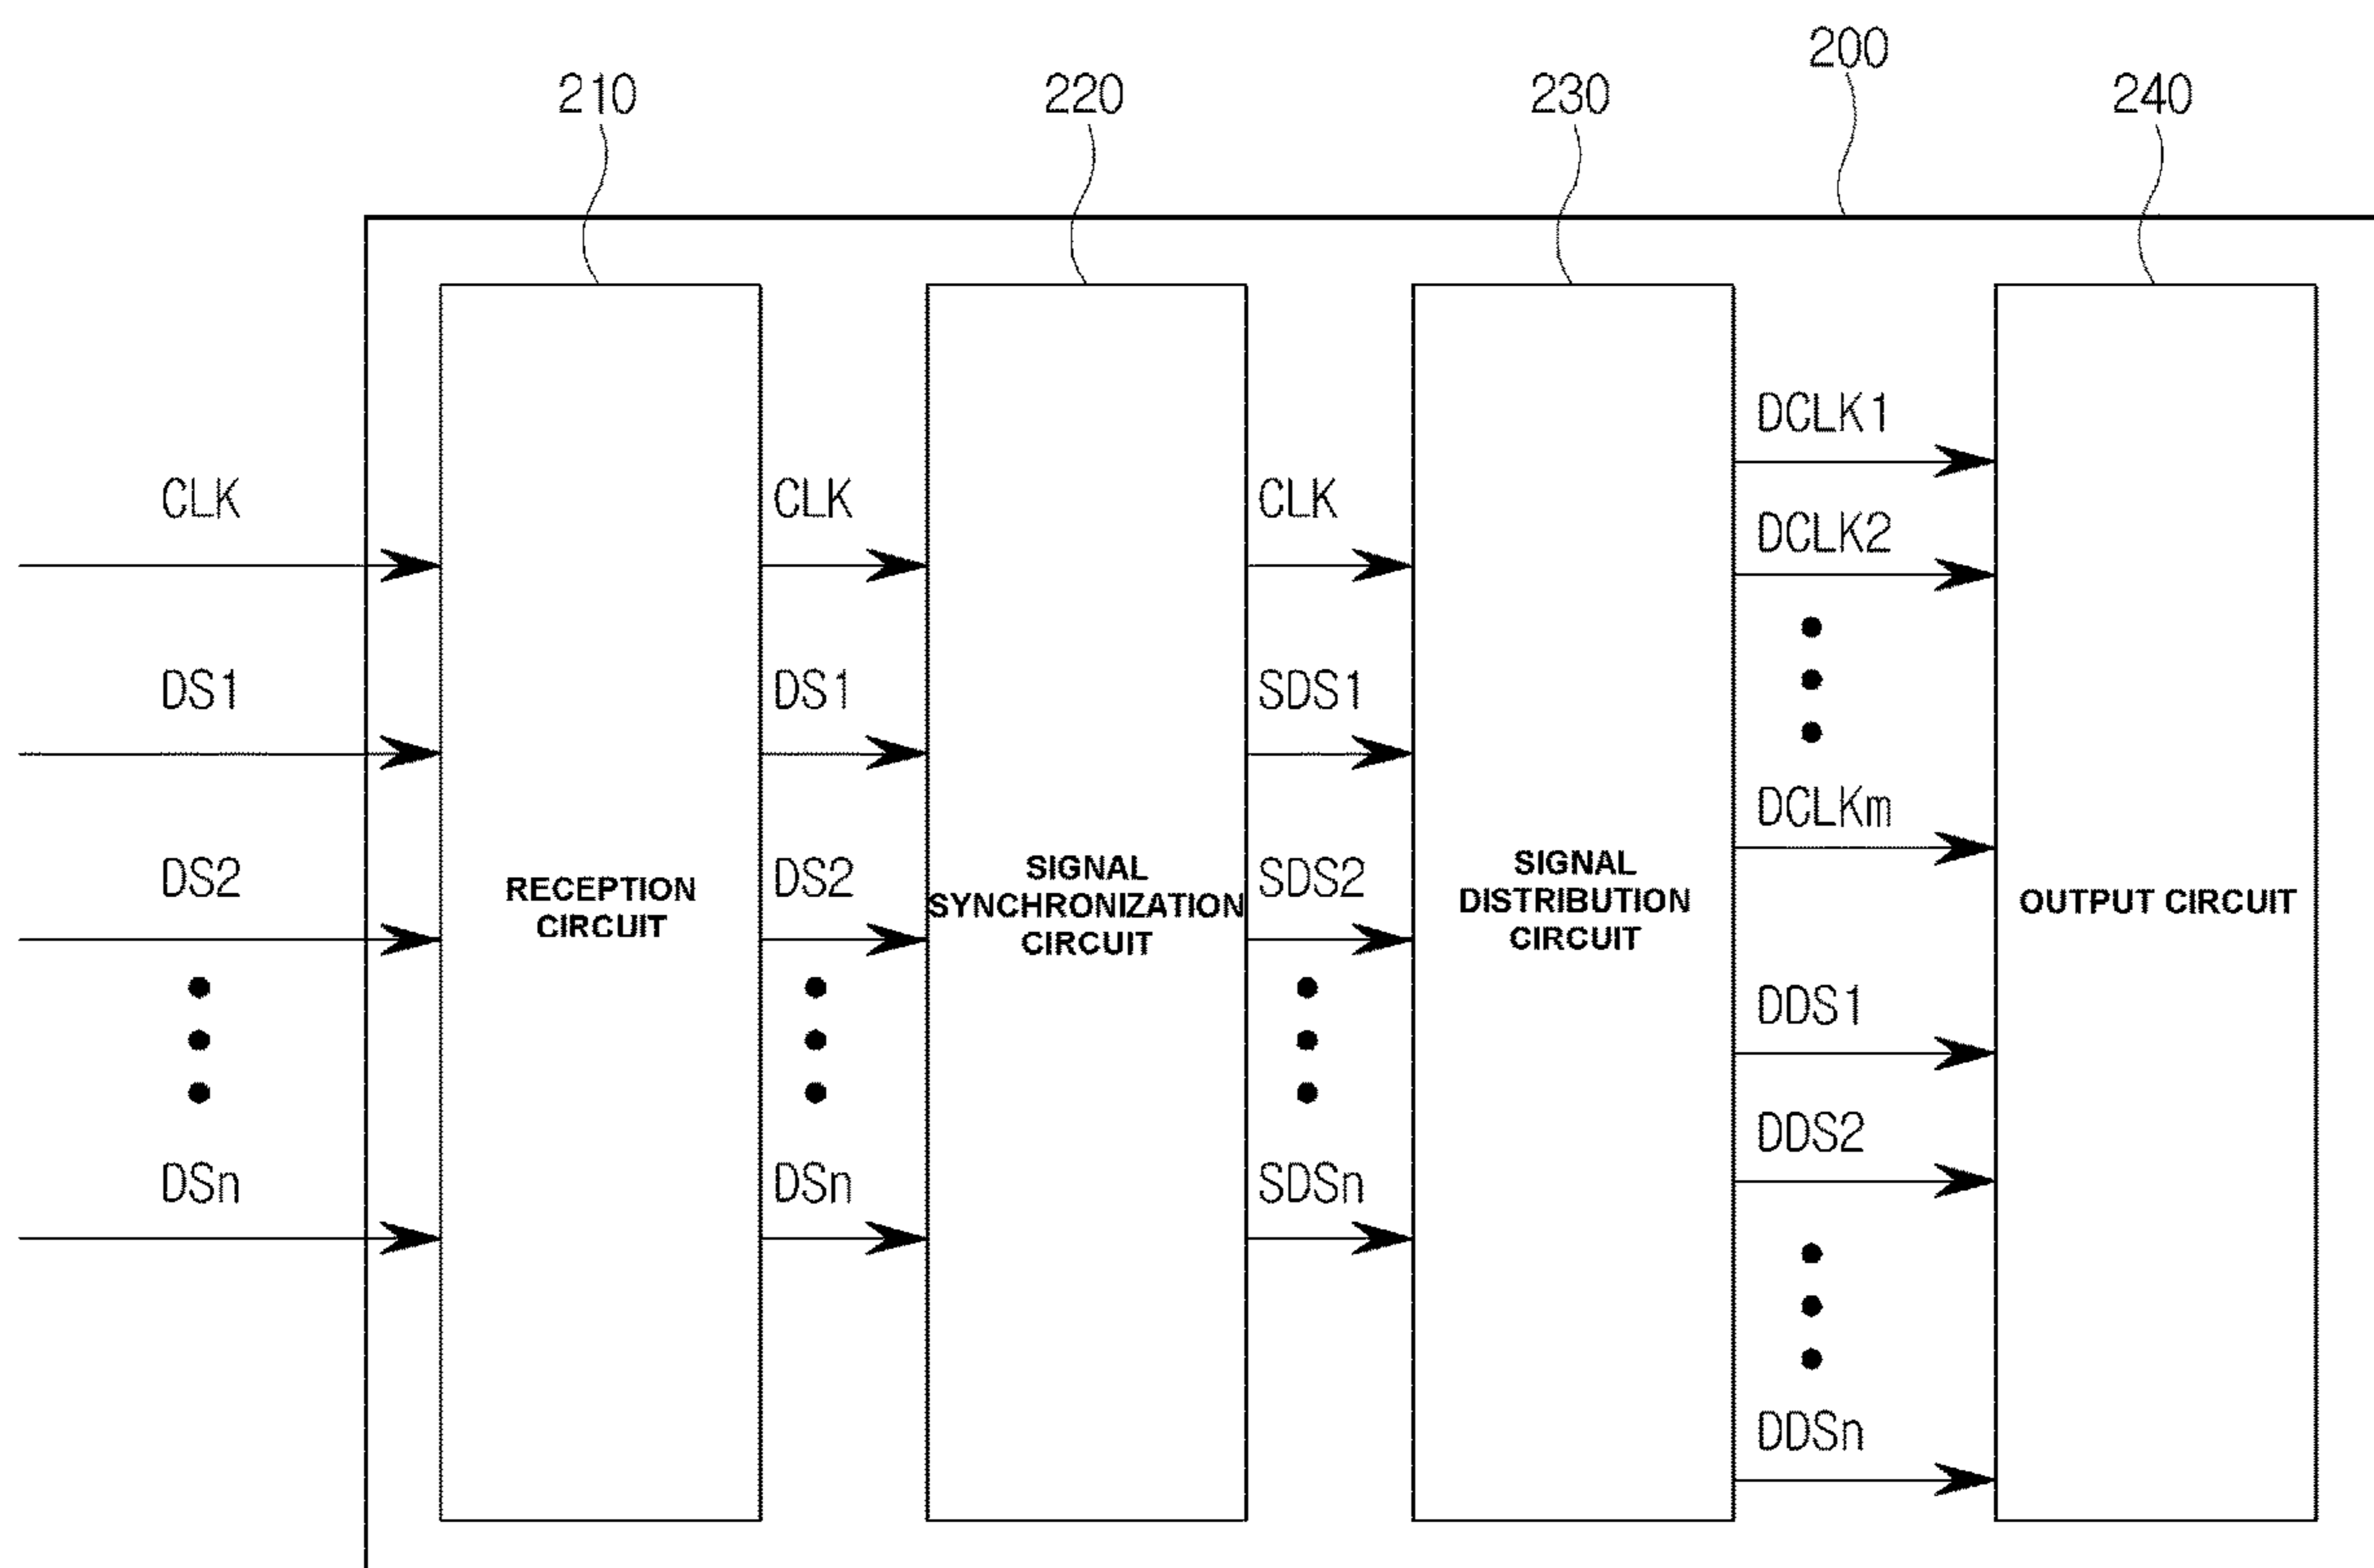 200
210
220
230
240
CLK
DS1
DS2
DSn
RECEPTION
CIRCUIT
CLK
DS1
DS2
DSn
SIGNAL
SYNCHRONIZATION
CIRCUIT
CLK
SDS1
SDS2
SDSn
SIGNAL
DISTRIBUTION
CIRCUIT
DCLK1
DCLK2
DCLKm
DDS1
DDS2
DDSn
OUTPUT CIRCUIT